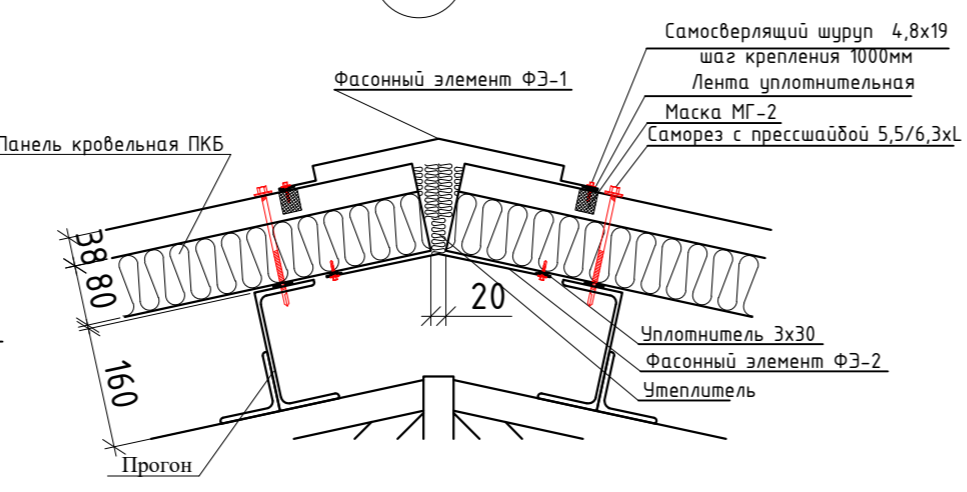 Самосверлящий шуруп 4,8х19
шаг крепления 1000мм
Фасонный элемент ФЭ-1
Лента уплотнительная
Маска МГ-2
Саморез с прессшайбой 5,5/6,3хL
Панель кровельная ПКБ
38
80
20
160
Уплотнитель 3х30
Фасонный элемент ФЭ-2
Утеплитель
Прогон